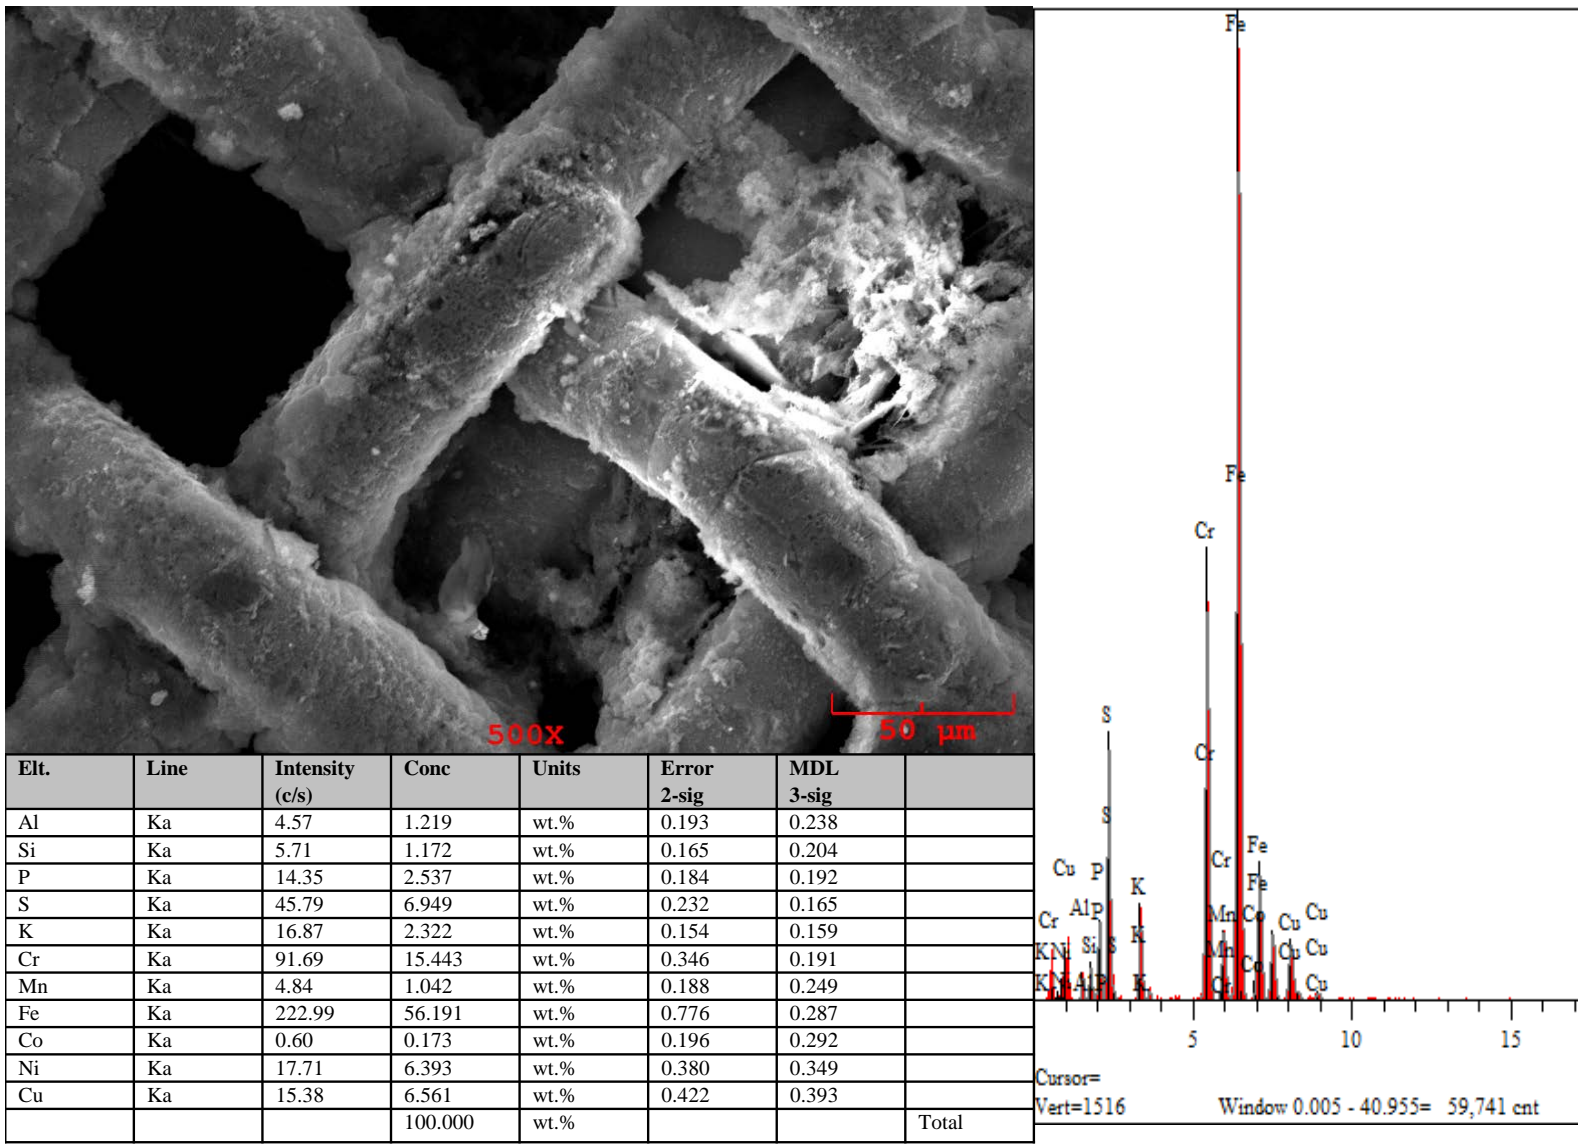 500X
50 µm
Elt. Line Intensity (c/s) Conc Units Error 2-sig MDL 3-sig
Al Ka 4.57 1.219 wt.% 0.193 0.238
Si Ka 5.71 1.172 wt.% 0.165 0.204
P Ka 14.35 2.537 wt.% 0.184 0.192
S Ka 45.79 6.949 wt.% 0.232 0.165
K Ka 16.87 2.322 wt.% 0.154 0.159
Cr Ka 91.69 15.443 wt.% 0.346 0.191
Mn Ka 4.84 1.042 wt.% 0.188 0.249
Fe Ka 222.99 56.191 wt.% 0.776 0.287
Co Ka 0.60 0.173 wt.% 0.196 0.292
Ni Ka 17.71 6.393 wt.% 0.380 0.349
Cu Ka 15.38 6.561 wt.% 0.422 0.393
100.000 wt.% Total
Fe
Fe
Cr
Cr
S
S
Fe
Cr
Cu P K Fe
Al P Mn Co Cu Cu
Cr K
K Ni Si S Mn Cu Cu
Co
K Al P K Cr Cu
5 10 15
Cursor=
Vert=1516 Window 0.005 - 40.955= 59,741 cnt